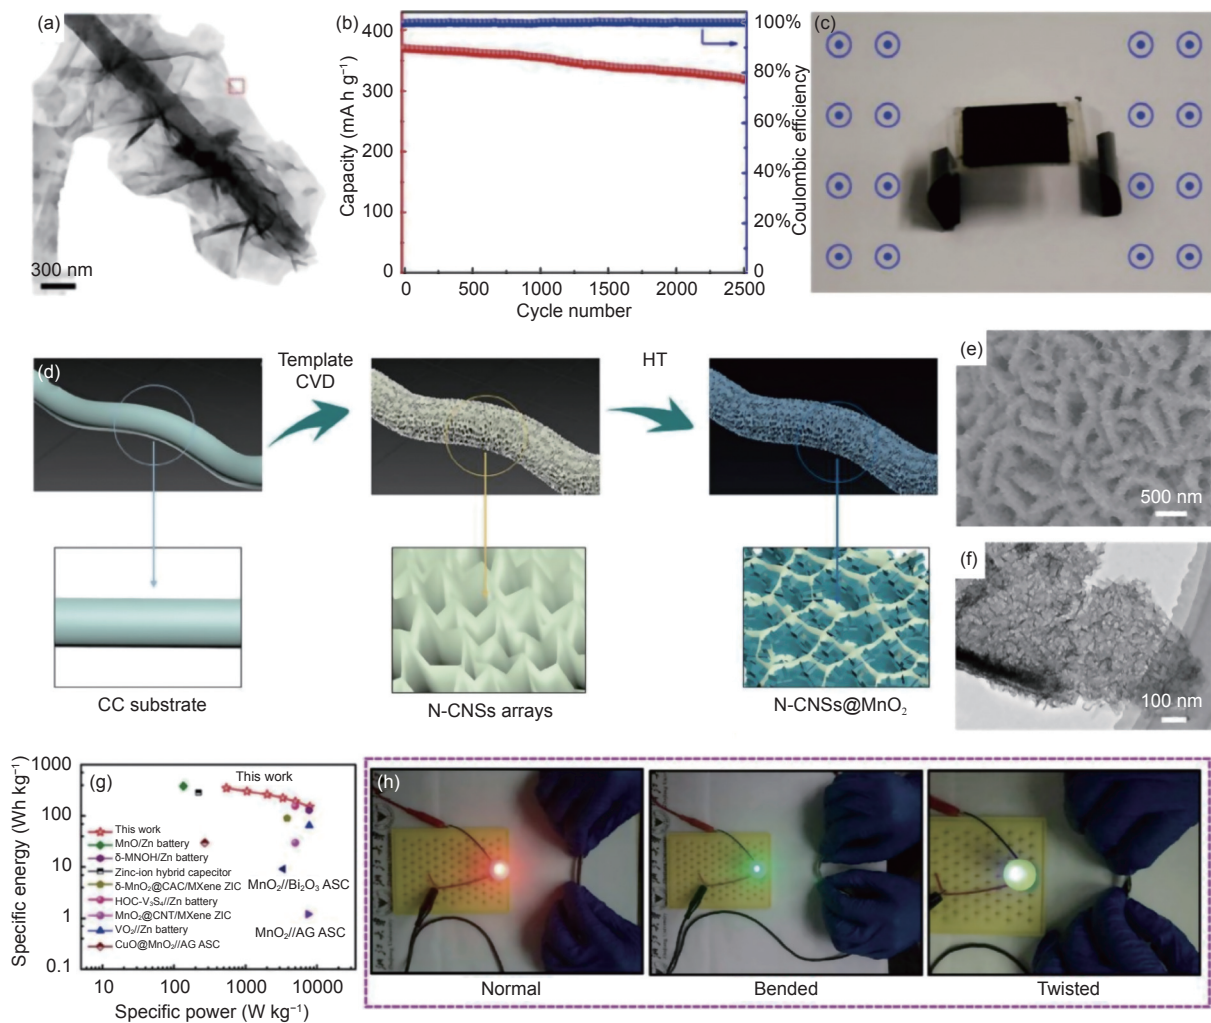 (a)
300 nm
(b)
400
300
200
100
0
Capacity (mA h g⁻¹)
100%
80%
60%
40%
20%
0
Coulombic efficiency
0 500 1000 1500 2000 2500
Cycle number
(c)
(d)
Template
CVD
HT
CC substrate
N-CNSs arrays
N-CNSs@MnO₂
(e)
500 nm
(f)
100 nm
(g)
1000
100
10
1
0.1
Specific energy (Wh kg⁻¹)
This work
This work
MnO/Zn battery
δ-MNOH/Zn battery
Zinc-ion hybrid capecitor
δ-MnO₂@CAC/MXene ZIC
HOC-V₃S₄//Zn battery
MnO₂@CNT/MXene ZIC
VO₂//Zn battery
CuO@MnO₂//AG ASC
MnO₂//Bi₂O₃ ASC
MnO₂//AG ASC
10 100 1000 10000
Specific power (W kg⁻¹)
(h)
Normal
Bended
Twisted